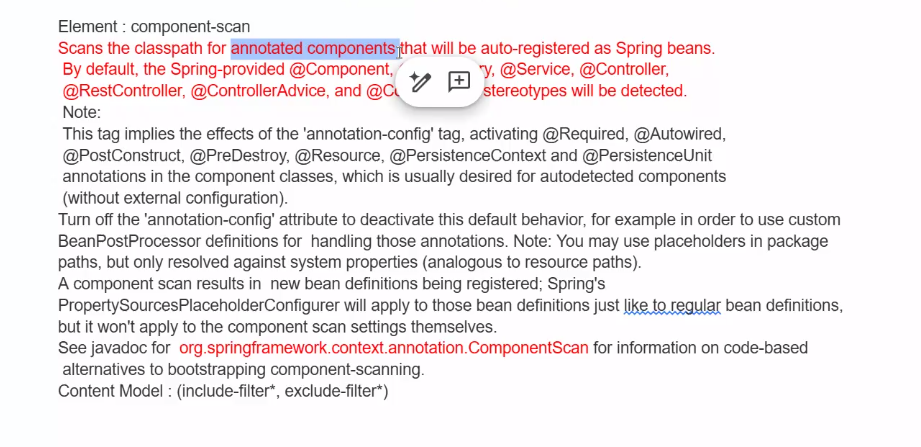 Element : component-scan
Scans the classpath for annotated components that will be auto-registered as Spring beans.
By default, the Spring-provided @Component, @Service, @Controller,
@RestController, @ControllerAdvice, and stereotypes will be detected.
Note:
This tag implies the effects of the 'annotation-config' tag, activating @Required, @Autowired,
@PostConstruct, @PreDestroy, @Resource, @PersistenceContext and @PersistenceUnit
annotations in the component classes, which is usually desired for autodetected components
(without external configuration).
Turn off the 'annotation-config' attribute to deactivate this default behavior, for example in order to use custom
BeanPostProcessor definitions for handling those annotations. Note: You may use placeholders in package
paths, but only resolved against system properties (analogous to resource paths).
A component scan results in new bean definitions being registered; Spring's
PropertySourcesPlaceholderConfigurer will apply to those bean definitions just like to regular bean definitions,
but it won't apply to the component scan settings themselves.
See javadoc for org.springframework.context.annotation.ComponentScan for information on code-based
alternatives to bootstrapping component-scanning.
Content Model : (include-filter*, exclude-filter*)